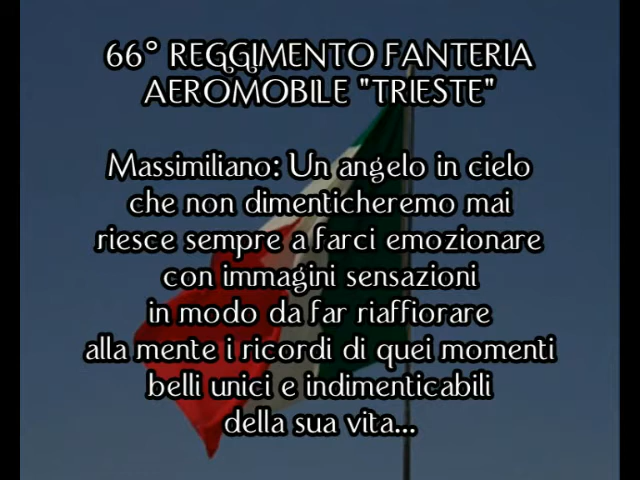 66° REGGIMENTO FANTERIA
AEROMOBILE "TRIESTE"
Massimiliano: Un angelo in cielo
che non dimenticheremo mai
riesce sempre a farci emozionare
con immagini sensazioni
in modo da far riaffiorare
alla mente i ricordi di quei momenti
belli unici e indimenticabili
della sua vita...